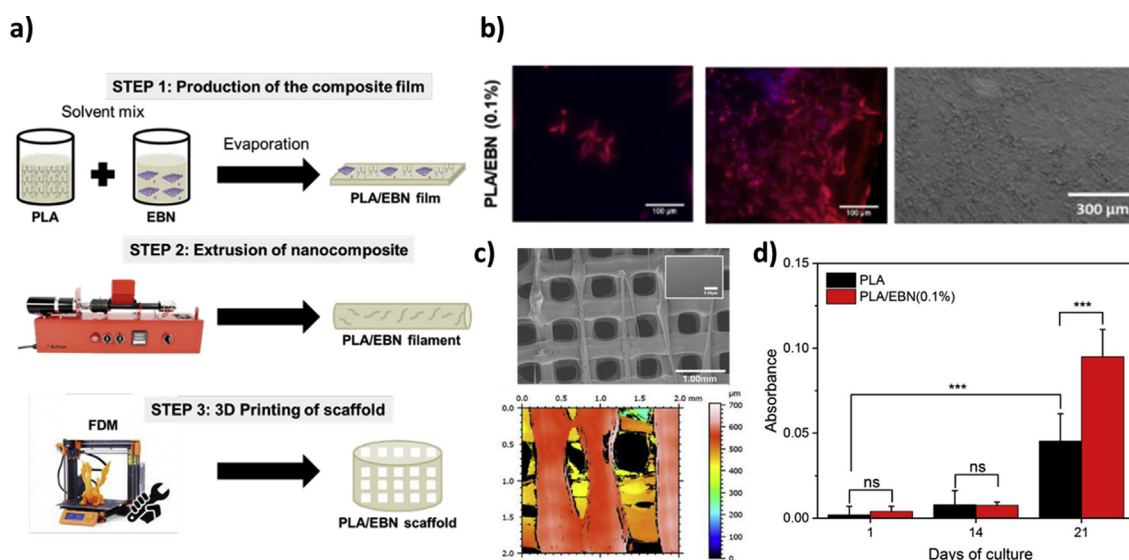 a)
STEP 1: Production of the composite film
Solvent mix
Evaporation
PLA
EBN
PLA/EBN film
STEP 2: Extrusion of nanocomposite
PLA/EBN filament
STEP 3: 3D Printing of scaffold
FDM
PLA/EBN scaffold
b)
PLA/EBN (0.1%)
100 µm
100 µm
300 µm
c)
1.00mm
0.0 0.5 1.0 1.5 2.0 mm
0.0
0.5
1.0
1.5
2.0
µm
700
600
500
400
300
200
100
0
d)
0.15
0.10
0.05
0.00
Absorbance
PLA
PLA/EBN(0.1%)
***
***
ns
ns
1 14 21
Days of culture